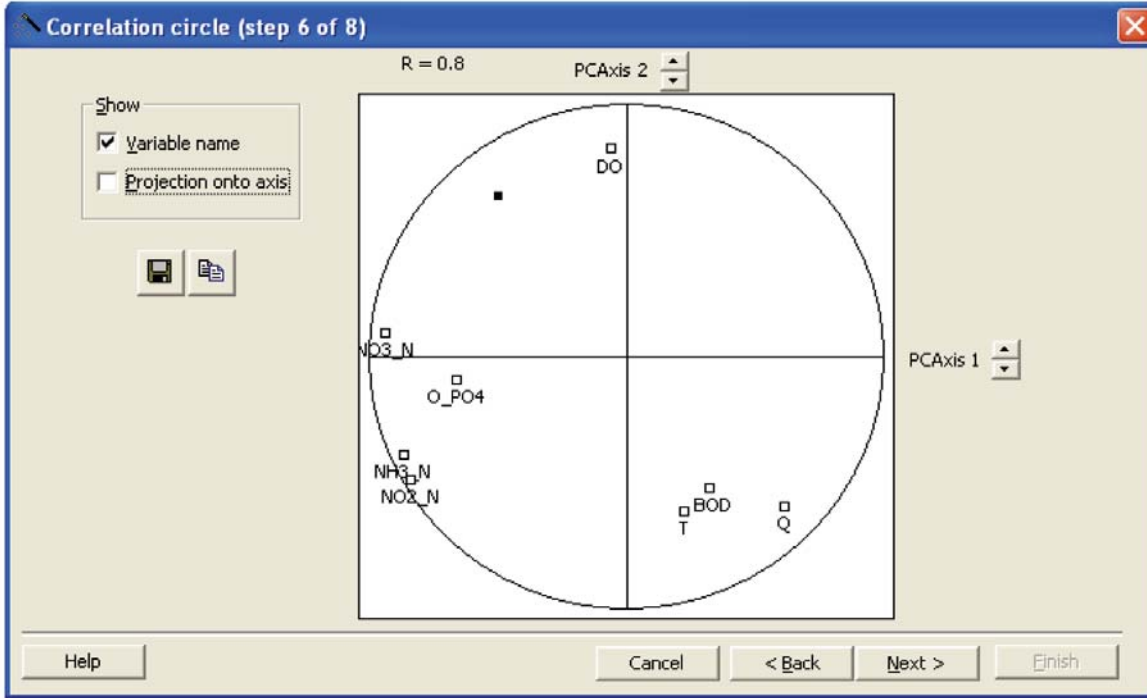 Correlation circle (step 6 of 8)
R = 0.8
PCAxis 2
Show
Variable name
Projection onto axis
DO
NO3_N
O_PO4
NH3_N
NO2_N
BOD
T
Q
PCAxis 1
Help
Cancel
< Back
Next >
Finish